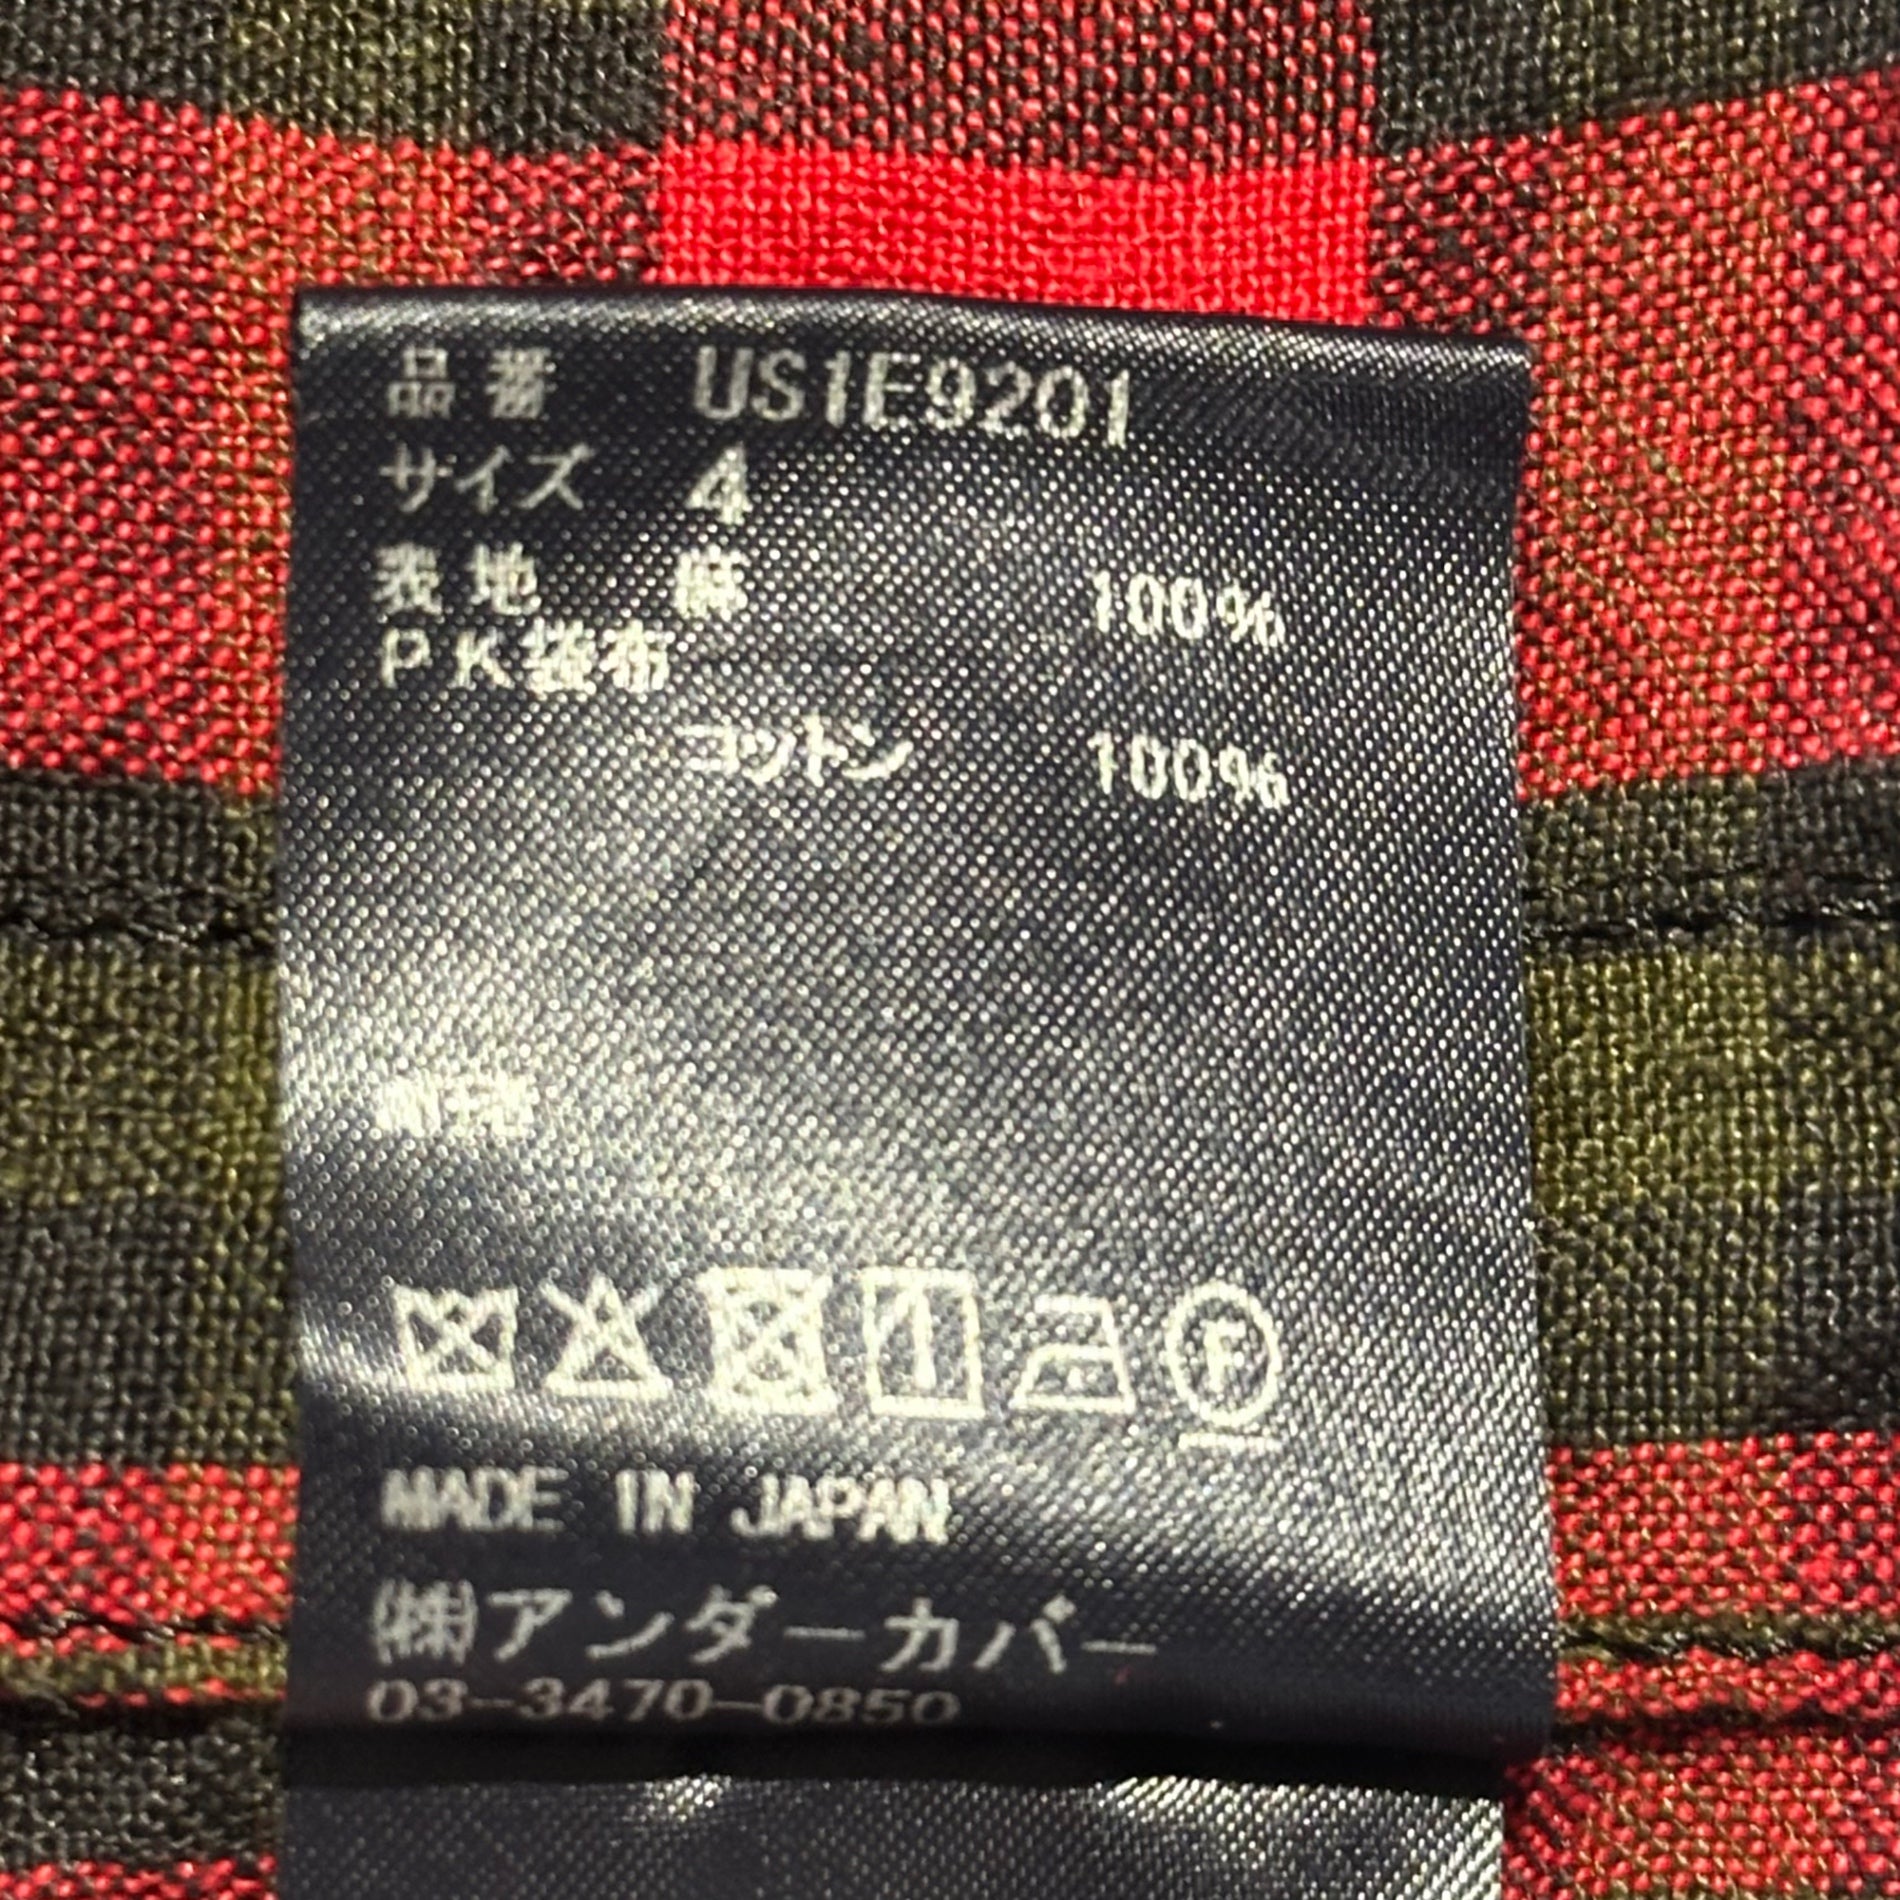 品番 US1E9201
サイズ 4
表地 麻 100%
PK袋布
コットン 100%
MADE IN JAPAN
㈱アンダーカバー
03-3470-0850